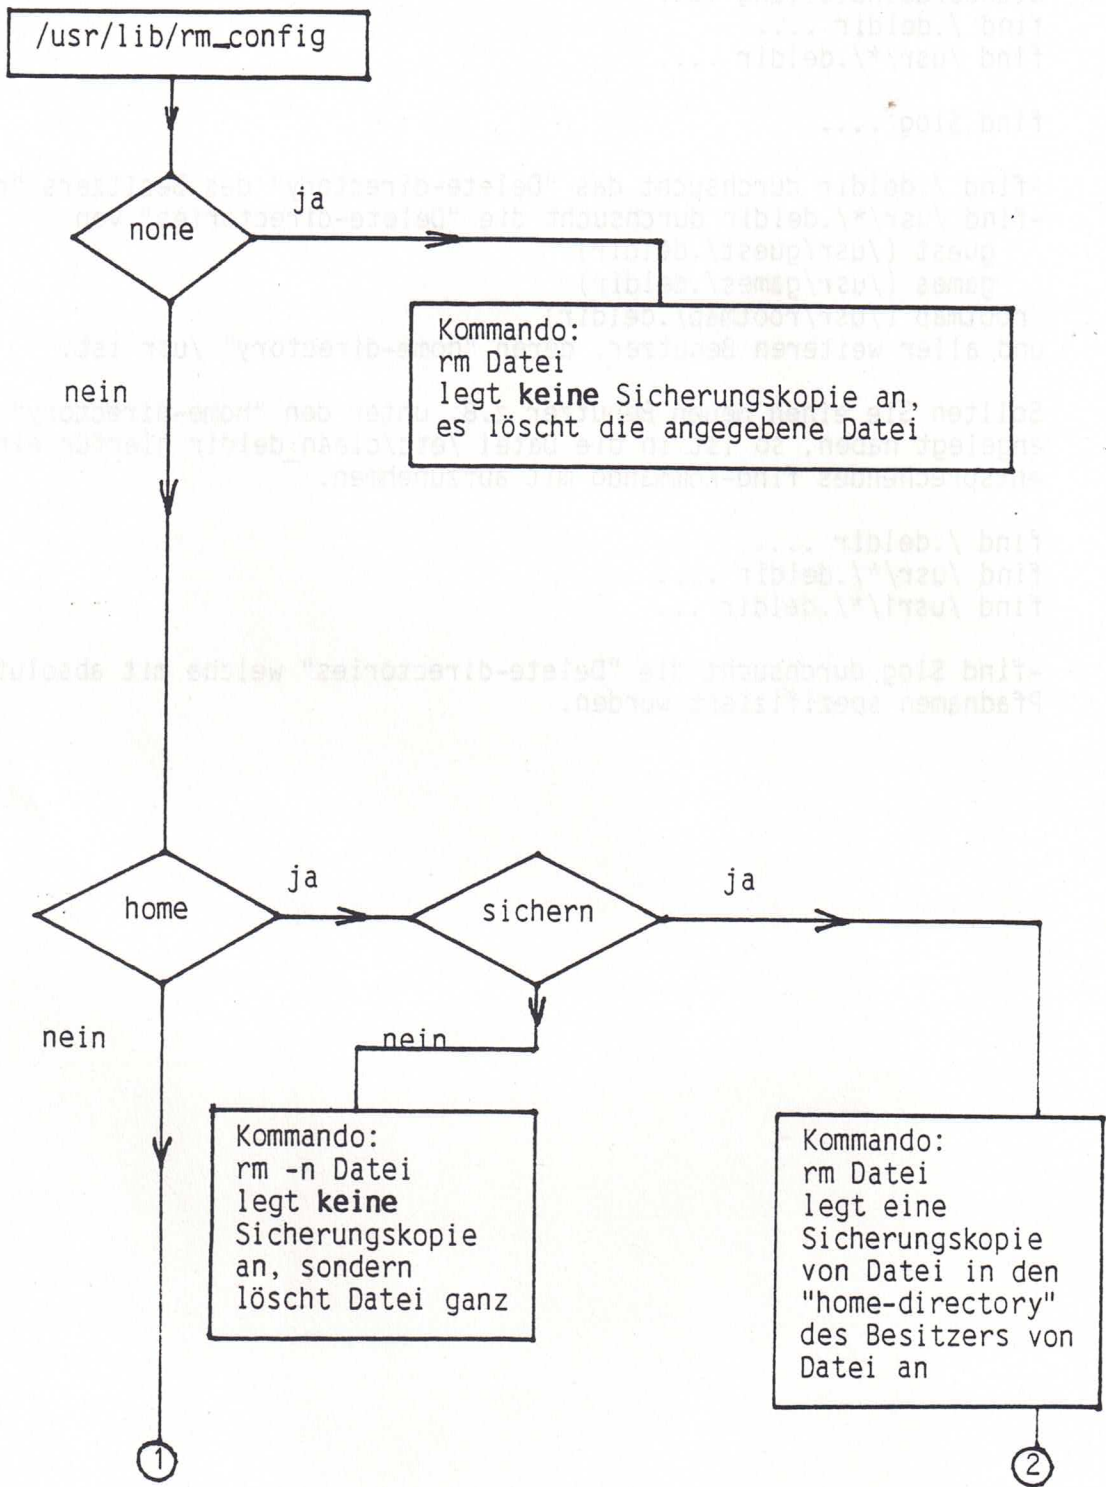 /usr/lib/rm_config
none
ja
nein
Kommando:
rm Datei
legt keine Sicherungskopie an,
es löscht die angegebene Datei
home
ja
sichern
ja
nein
nein
Kommando:
rm -n Datei
legt keine
Sicherungskopie
an, sondern
löscht Datei ganz
Kommando:
rm Datei
legt eine
Sicherungskopie
von Datei in den
"home-directory"
des Besitzers von
Datei an
1
2